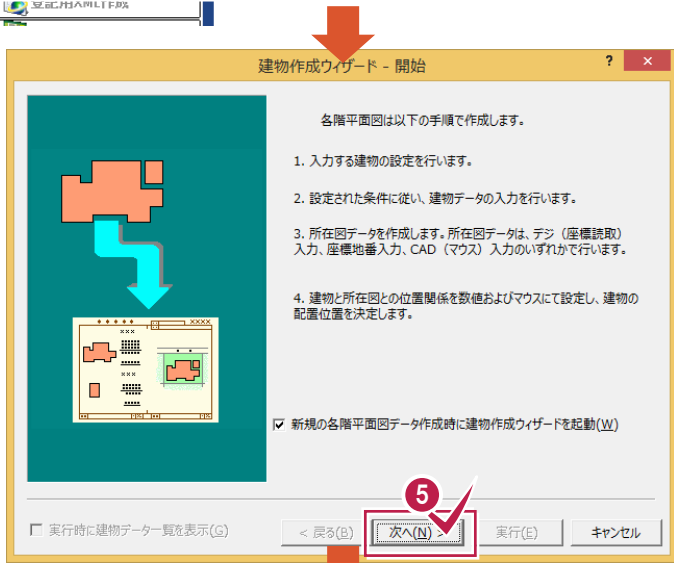 登記用XML作成
建物作成ウィザード - 開始
?
×
各階平面図は以下の手順で作成します。
1. 入力する建物の設定を行います。
2. 設定された条件に従い、建物データの入力を行います。
3. 所在図データを作成します。所在図データは、デジ（座標読取）
入力、座標地番入力、CAD（マウス）入力のいずれかで行います。
4. 建物と所在図との位置関係を数値およびマウスにて設定し、建物の
配置位置を決定します。
新規の各階平面図データ作成時に建物作成ウィザードを起動(W)
5
実行時に建物データ一覧を表示(G)
< 戻る(B)
次へ(N) >
実行(E)
キャンセル